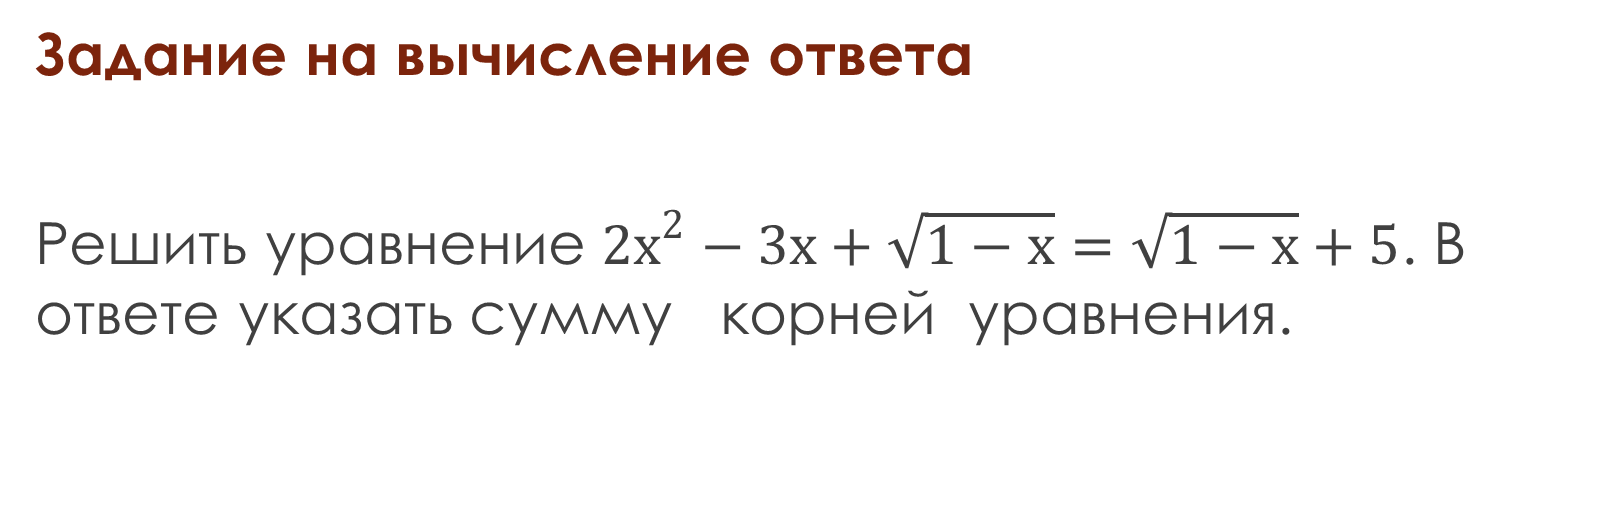 Задание на вычисление ответа
Решить уравнение 2x² − 3x + √(1 − x) = √(1 − x) + 5. В
ответе указать сумму корней уравнения.